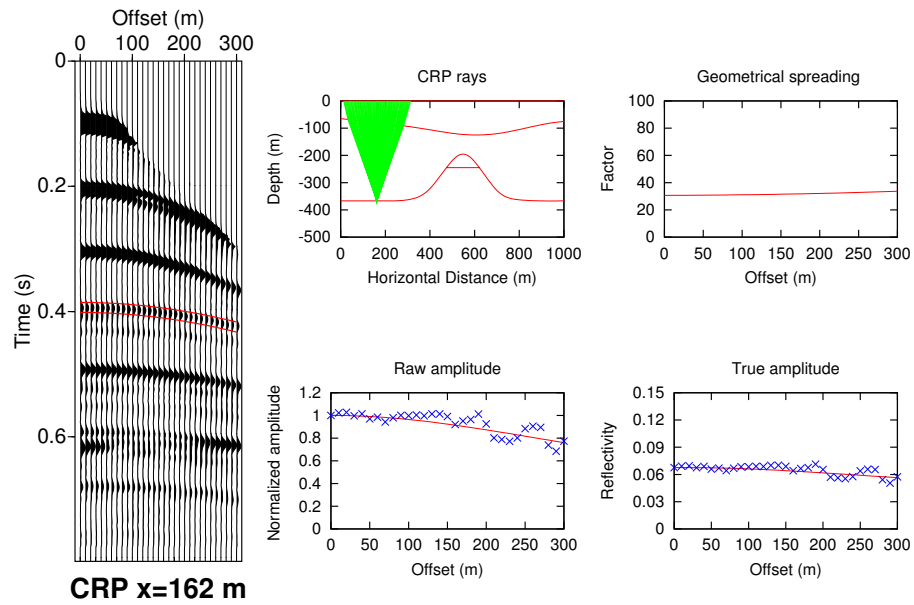 Offset (m)
0 100 200 300
0
0.2
0.4
0.6
Time (s)
CRP x=162 m
CRP rays
0
-100
-200
-300
-400
-500
Depth (m)
0 200 400 600 800 1000
Horizontal Distance (m)
Geometrical spreading
100
80
60
40
20
0
Factor
0 50 100 150 200 250 300
Offset (m)
Raw amplitude
1.2
1
0.8
0.6
0.4
0.2
0
Normalized amplitude
0 50 100 150 200 250 300
Offset (m)
True amplitude
0.15
0.12
0.09
0.06
0.03
0
Reflectivity
0 50 100 150 200 250 300
Offset (m)